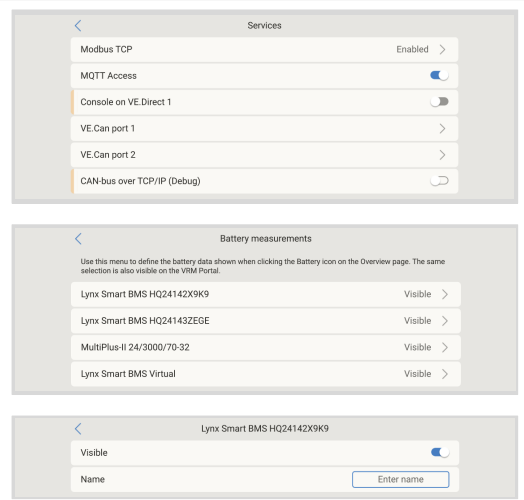 Services
Modbus TCP Enabled
MQTT Access
Console on VE.Direct 1
VE.Can port 1
VE.Can port 2
CAN-bus over TCP/IP (Debug)
Battery measurements
Use this menu to define the battery data shown when clicking the Battery icon on the Overview page. The same
selection is also visible on the VRM Portal.
Lynx Smart BMS HQ24142X9K9 Visible
Lynx Smart BMS HQ24143ZEGE Visible
MultiPlus-II 24/3000/70-32 Visible
Lynx Smart BMS Virtual Visible
Lynx Smart BMS HQ24142X9K9
Visible
Name Enter name